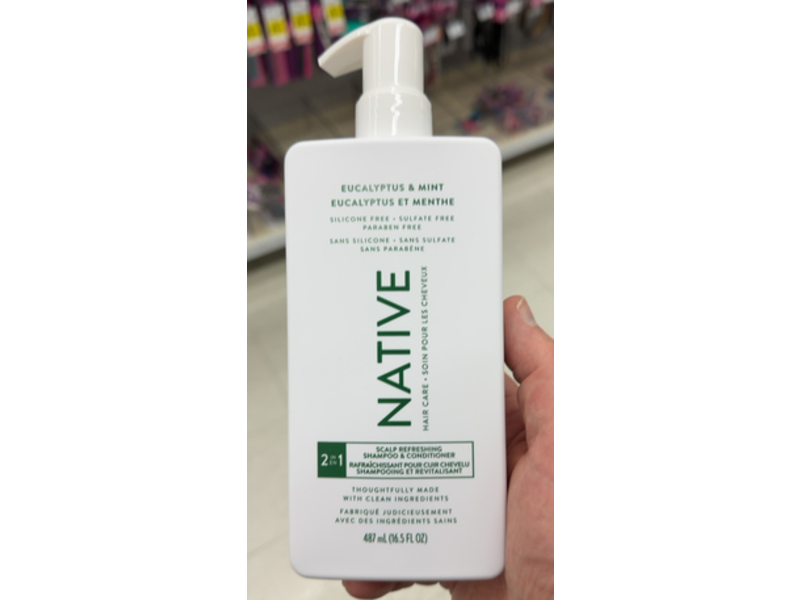 EUCALYPTUS & MINT
EUCALYPTUS ET MENTHE
SILICONE FREE • SULFATE FREE
PARABEN FREE
SANS SILICONE • SANS SULFATE
SANS PARABÈNE
NATIVE
HAIR CARE • SOIN POUR LES CHEVEUX
2 IN EN 1
SCALP REFRESHING
SHAMPOO & CONDITIONER
RAFRAÎCHISSANT POUR CUIR CHEVELU
SHAMPOOING ET REVITALISANT
THOUGHTFULLY MADE
WITH CLEAN INGREDIENTS
FABRIQUÉ JUDICIEUSEMENT
AVEC DES INGRÉDIENTS SAINS
487 mL (16.5 FL OZ)